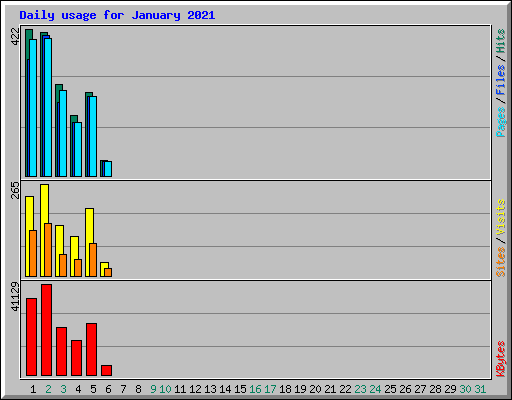 Daily usage for January 2021
422
Pages / Files / Hits
265
Sites / Visits
41129
KBytes
1 2 3 4 5 6 7 8 9 10 11 12 13 14 15 16 17 18 19 20 21 22 23 24 25 26 27 28 29 30 31